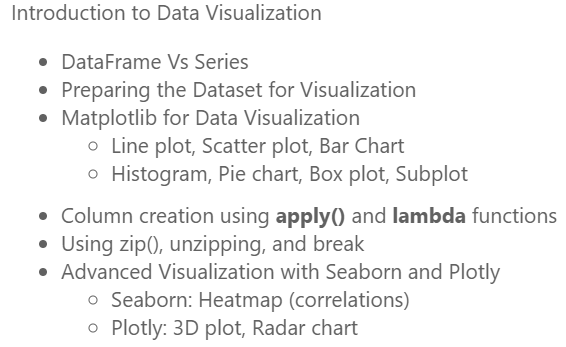 Introduction to Data Visualization
• DataFrame Vs Series
• Preparing the Dataset for Visualization
• Matplotlib for Data Visualization
○ Line plot, Scatter plot, Bar Chart
○ Histogram, Pie chart, Box plot, Subplot
• Column creation using apply() and lambda functions
• Using zip(), unzipping, and break
• Advanced Visualization with Seaborn and Plotly
○ Seaborn: Heatmap (correlations)
○ Plotly: 3D plot, Radar chart